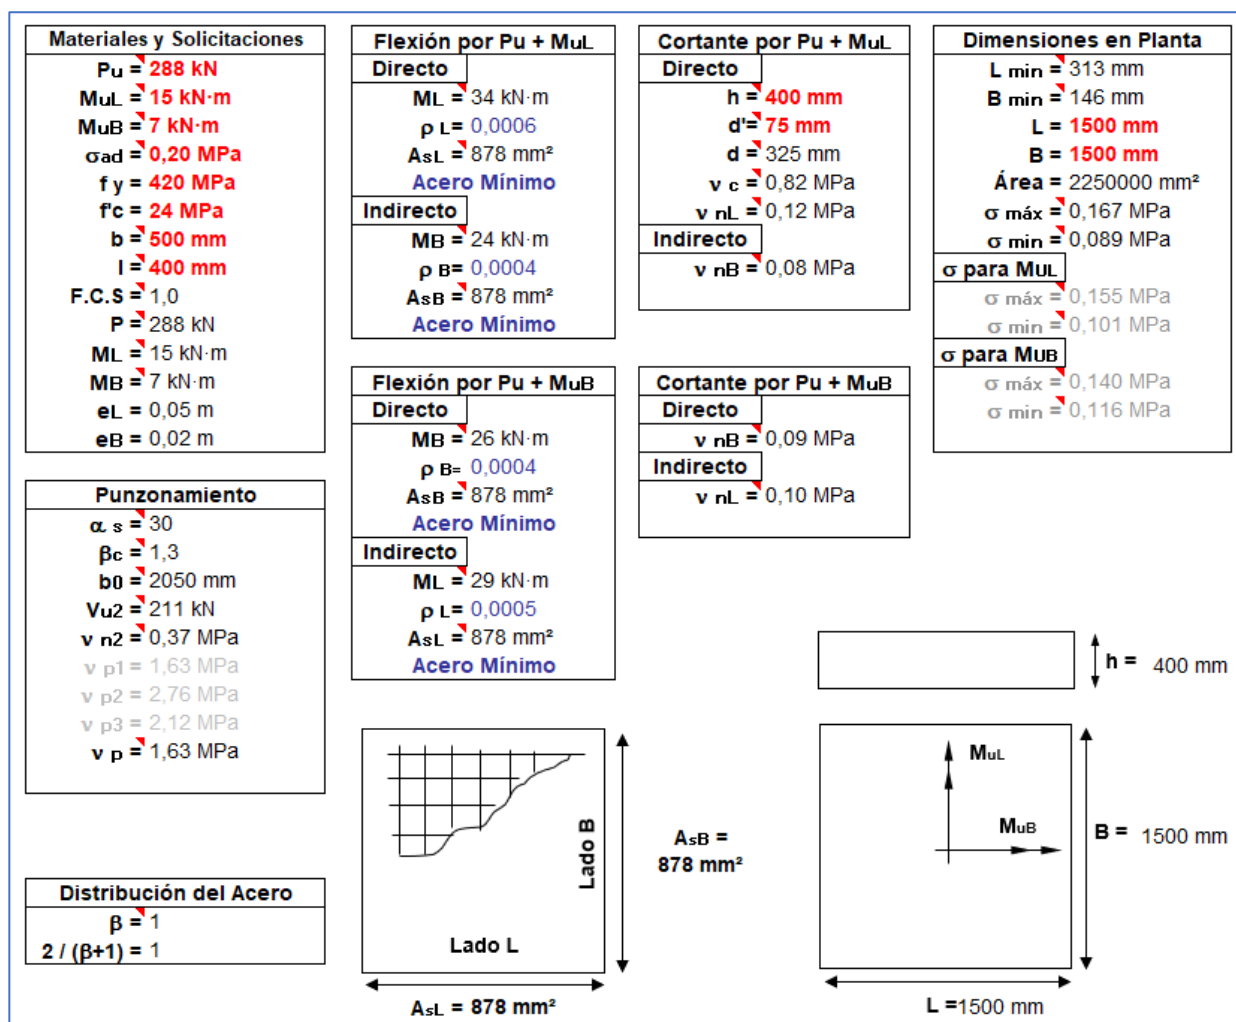 Materiales y Solicitaciones
Pu = 288 kN
MuL = 15 kN·m
MuB = 7 kN·m
σad = 0,20 MPa
f y = 420 MPa
f'c = 24 MPa
b = 500 mm
l = 400 mm
F.C.S = 1,0
P = 288 kN
ML = 15 kN·m
MB = 7 kN·m
eL = 0,05 m
eB = 0,02 m
Punzonamiento
α s = 30
βc = 1,3
b0 = 2050 mm
Vu2 = 211 kN
ν n2 = 0,37 MPa
ν p1 = 1,63 MPa
ν p2 = 2,76 MPa
ν p3 = 2,12 MPa
ν p = 1,63 MPa
Distribución del Acero
β = 1
2 / (β+1) = 1
Flexión por Pu + MuL
Directo
ML = 34 kN·m
ρ L= 0,0006
AsL = 878 mm²
Acero Mínimo
Indirecto
MB = 24 kN·m
ρ B= 0,0004
AsB = 878 mm²
Acero Mínimo
Flexión por Pu + MuB
Directo
MB = 26 kN·m
ρ B= 0,0004
AsB = 878 mm²
Acero Mínimo
Indirecto
ML = 29 kN·m
ρ L= 0,0005
AsL = 878 mm²
Acero Mínimo
Cortante por Pu + MuL
Directo
h = 400 mm
d'= 75 mm
d = 325 mm
ν c = 0,82 MPa
ν nL = 0,12 MPa
Indirecto
ν nB = 0,08 MPa
Cortante por Pu + MuB
Directo
ν nB = 0,09 MPa
Indirecto
ν nL = 0,10 MPa
Dimensiones en Planta
L min = 313 mm
B min = 146 mm
L = 1500 mm
B = 1500 mm
Área = 2250000 mm²
σ máx = 0,167 MPa
σ min = 0,089 MPa
σ para MUL
σ máx = 0,155 MPa
σ min = 0,101 MPa
σ para MUB
σ máx = 0,140 MPa
σ min = 0,116 MPa
Lado B
Lado L
AsB =
878 mm²
AsL = 878 mm²
h = 400 mm
MuL
MuB
B = 1500 mm
L =1500 mm